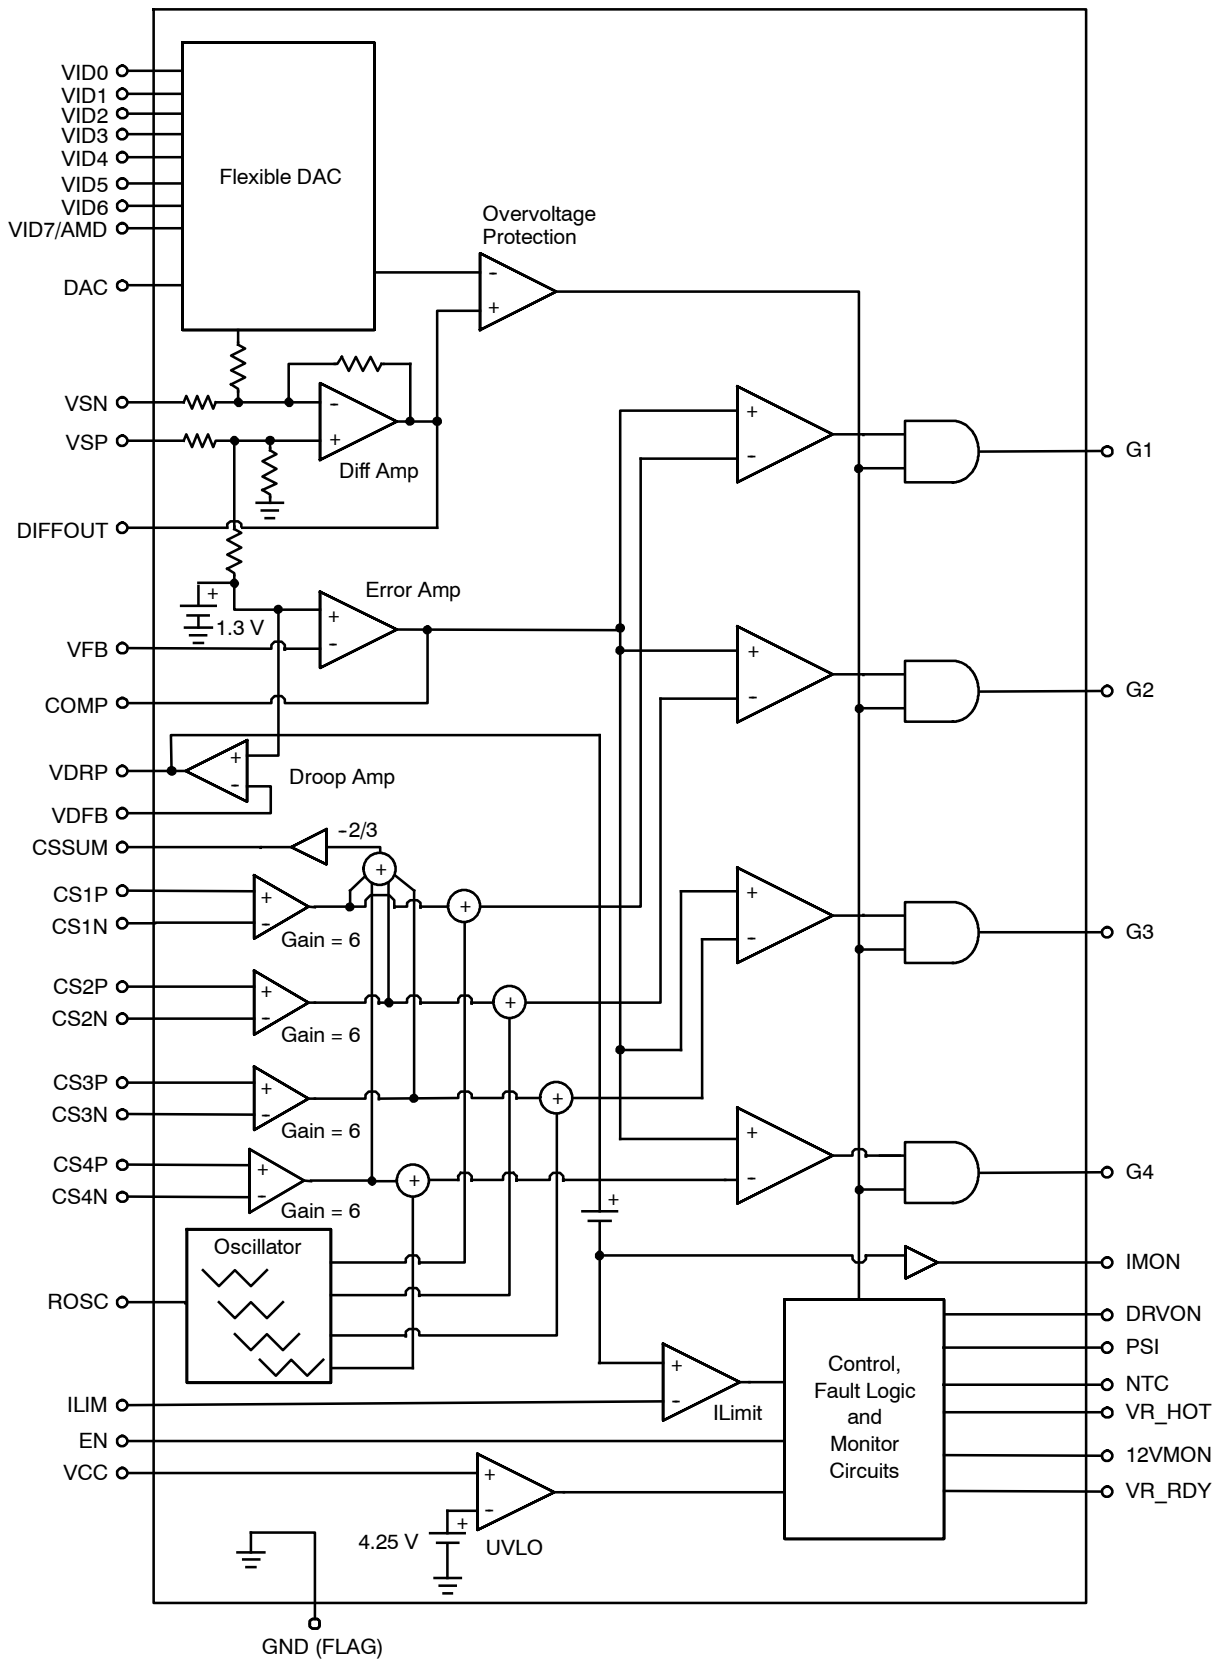 VID0
VID1
VID2
VID3
VID4
VID5
VID6
VID7/AMD
DAC
Flexible DAC
Overvoltage
Protection
-
+
VSN
VSP
-
+
Diff Amp
DIFFOUT
+
1.3 V
Error Amp
+
-
VFB
COMP
VDRP
VDFB
+
-
Droop Amp
CSSUM
-2/3
+
CS1P
CS1N
+
-
Gain = 6
+
CS2P
CS2N
+
-
Gain = 6
+
CS3P
CS3N
+
-
Gain = 6
+
CS4P
CS4N
+
-
Gain = 6
+
+
-
G1
+
-
G2
+
-
G3
+
-
G4
+
Oscillator
ROSC
IMON
ILIM
EN
VCC
+
-
ILimit
Control,
Fault Logic
and
Monitor
Circuits
DRVON
PSI
NTC
VR_HOT
12VMON
VR_RDY
+
-
+
4.25 V
UVLO
GND (FLAG)